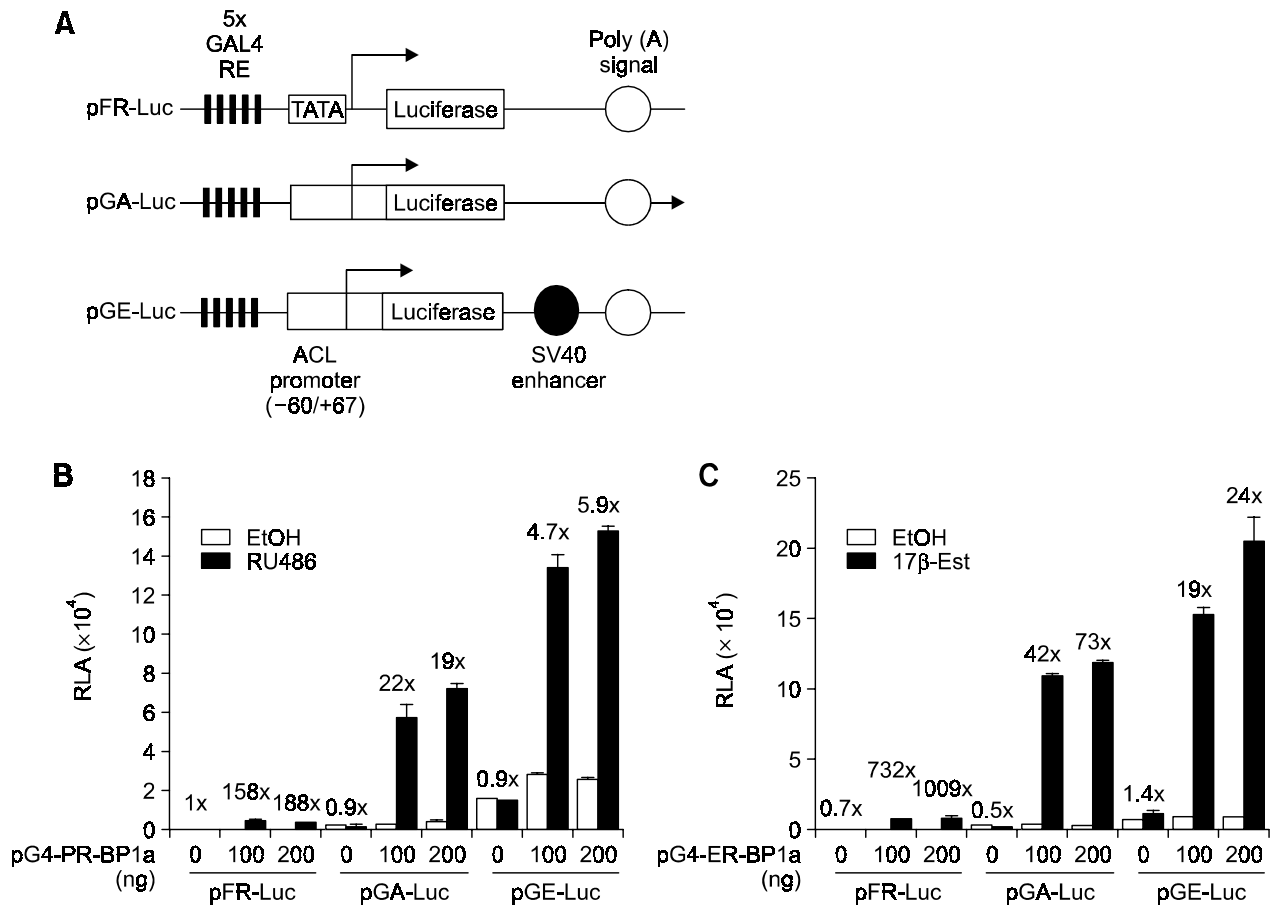 A
5x
GAL4
RE
Poly (A)
signal
pFR-Luc
TATA
Luciferase
pGA-Luc
Luciferase
pGE-Luc
Luciferase
ACL
promoter
(−60/+67)
SV40
enhancer
B
RLA (×10⁴)
18
16
14
12
10
8
6
4
2
0
EtOH
RU486
1x
158x
188x
0.9x
22x
19x
0.9x
4.7x
5.9x
pG4-PR-BP1a
(ng)
0 100 200 0 100 200 0 100 200
pFR-Luc pGA-Luc pGE-Luc
C
RLA (× 10⁴)
25
20
15
10
5
0
EtOH
17β-Est
0.7x
732x
1009x
0.5x
42x
73x
1.4x
19x
24x
pG4-ER-BP1a
(ng)
0 100 200 0 100 200 0 100 200
pFR-Luc pGA-Luc pGE-Luc